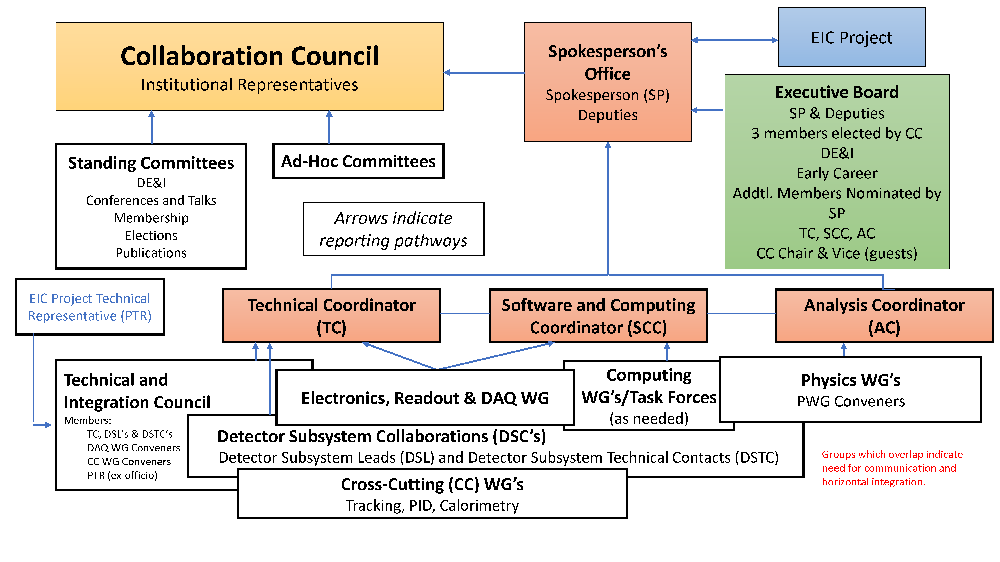 Collaboration Council
Institutional Representatives
Spokesperson’s
Office
Spokesperson (SP)
Deputies
EIC Project
Executive Board
SP & Deputies
3 members elected by CC
DE&I
Early Career
Addtl. Members Nominated by
SP
TC, SCC, AC
CC Chair & Vice (guests)
Standing Committees
DE&I
Conferences and Talks
Membership
Elections
Publications
Ad-Hoc Committees
Arrows indicate
reporting pathways
EIC Project Technical
Representative (PTR)
Technical Coordinator
(TC)
Software and Computing
Coordinator (SCC)
Analysis Coordinator
(AC)
Technical and
Integration Council
Members:
TC, DSL’s & DSTC’s
DAQ WG Conveners
CC WG Conveners
PTR (ex-officio)
Electronics, Readout & DAQ WG
Computing
WG’s/Task Forces
(as needed)
Physics WG’s
PWG Conveners
Detector Subsystem Collaborations (DSC’s)
Detector Subsystem Leads (DSL) and Detector Subsystem Technical Contacts (DSTC)
Cross-Cutting (CC) WG’s
Tracking, PID, Calorimetry
Groups which overlap indicate
need for communication and
horizontal integration.